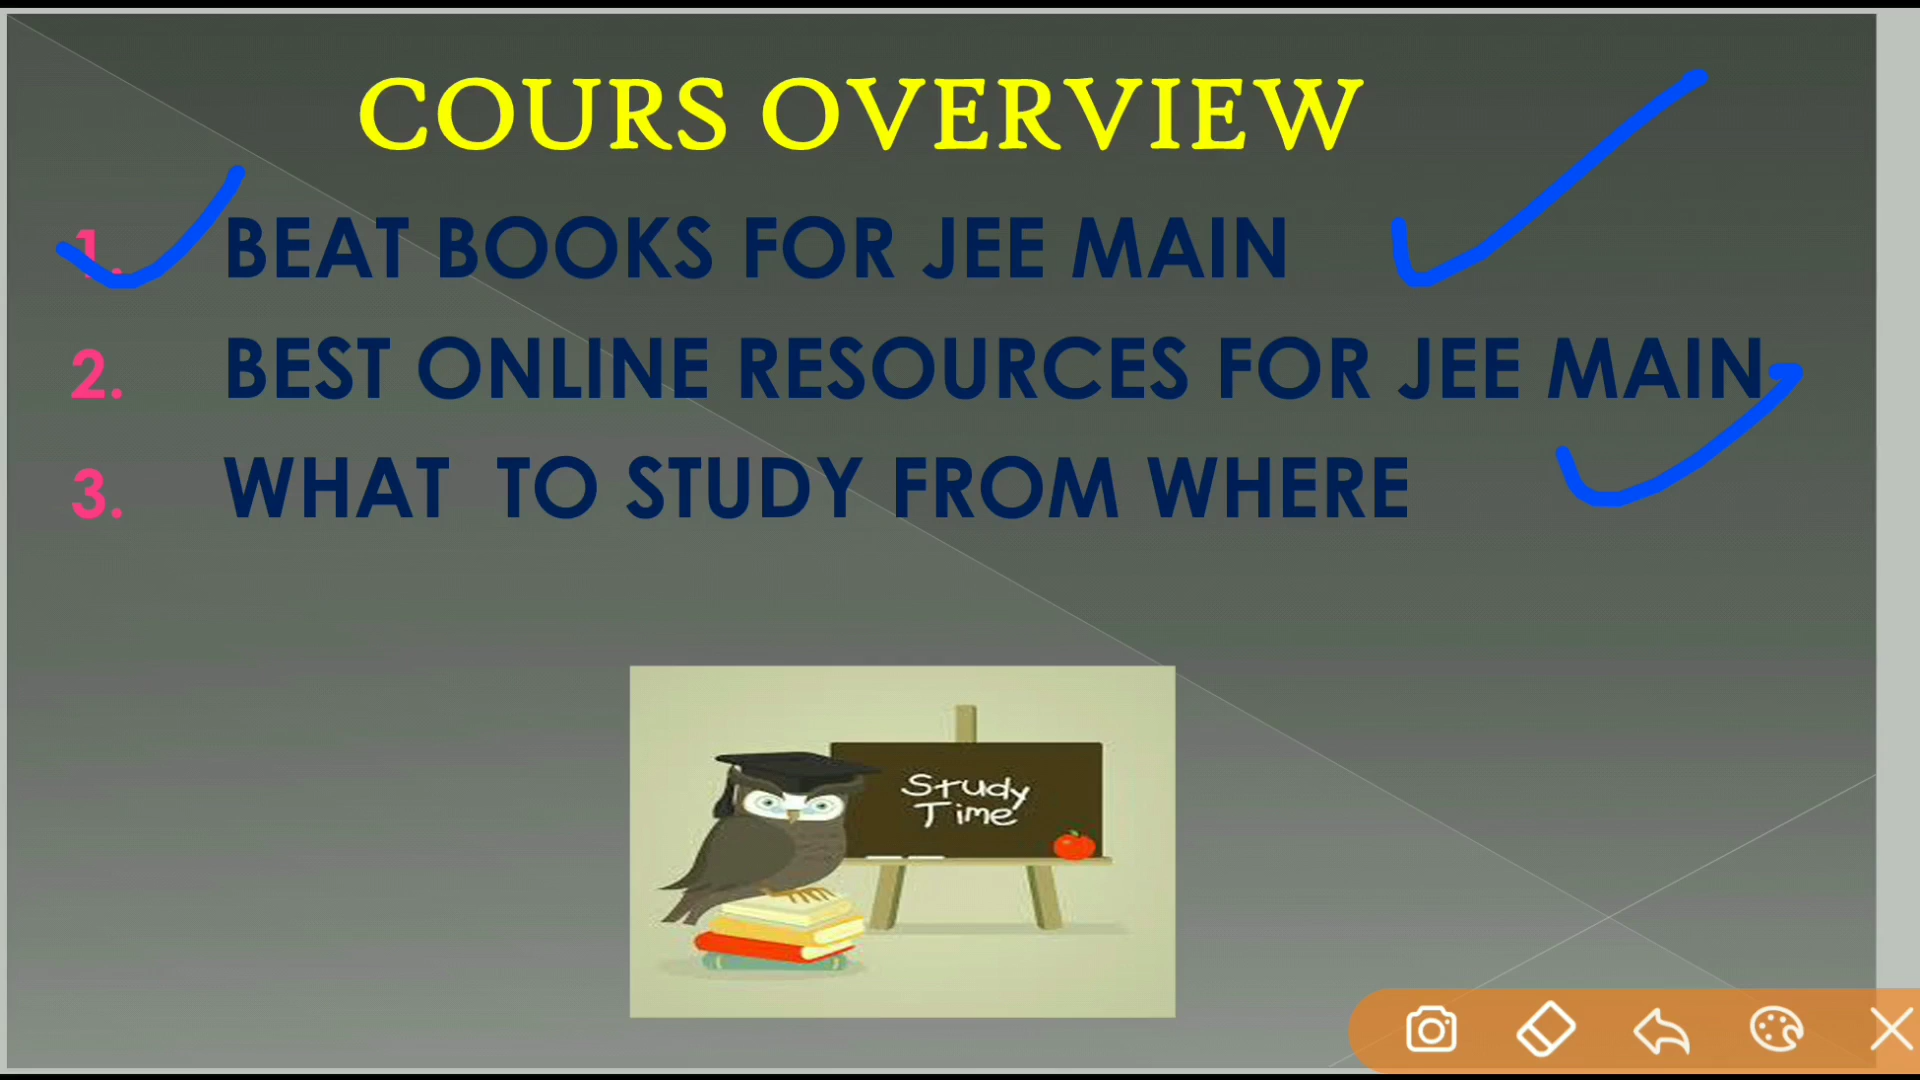 COURS OVERVIEW
1. BEAT BOOKS FOR JEE MAIN
2. BEST ONLINE RESOURCES FOR JEE MAIN
3. WHAT TO STUDY FROM WHERE
Study
Time